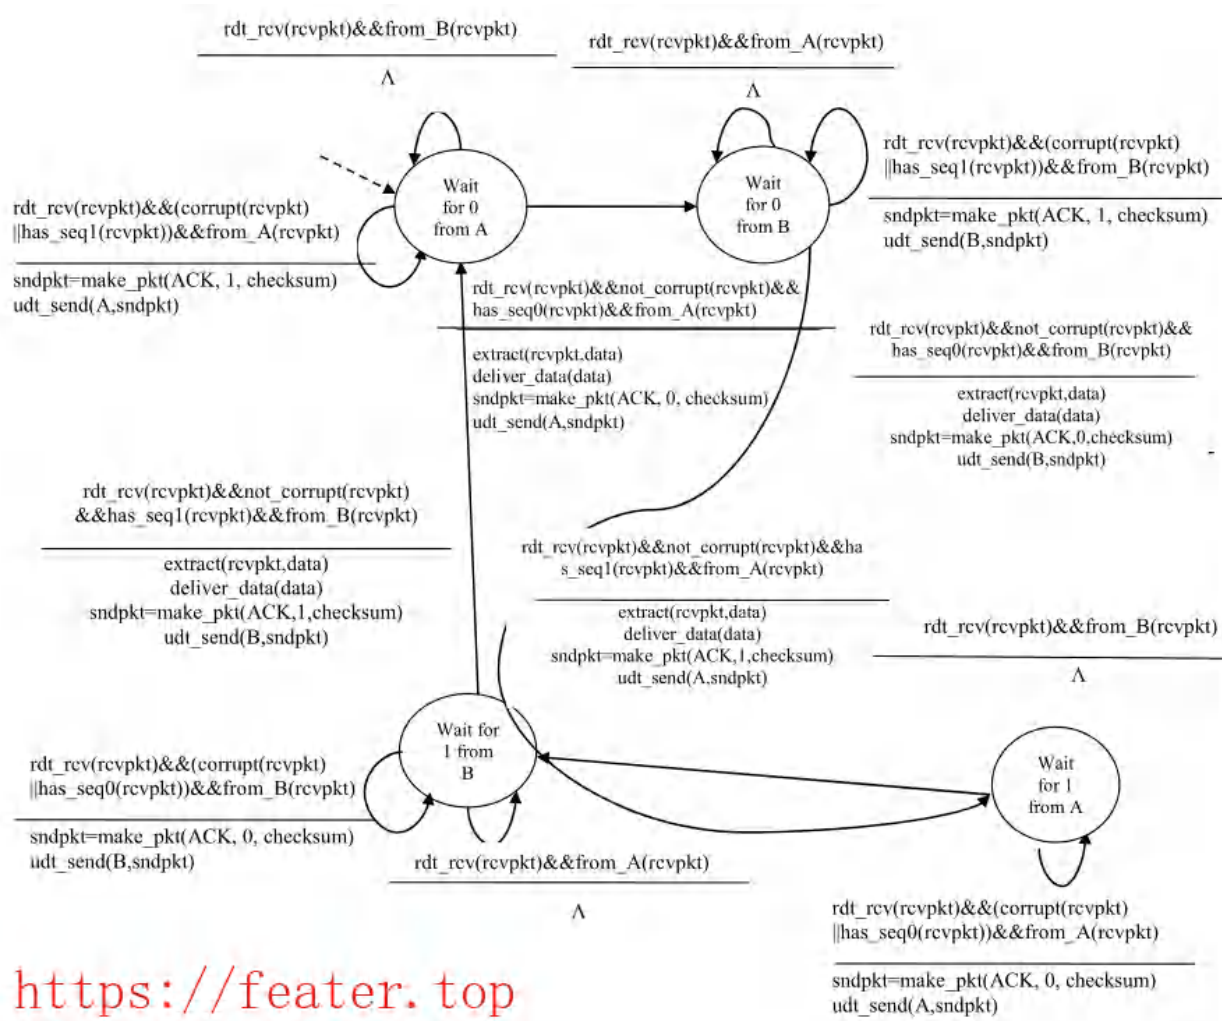 rdt_rcv(rcvpkt)&&from_B(rcvpkt)
Λ
rdt_rcv(rcvpkt)&&from_A(rcvpkt)
Λ
Wait
for 0
from A
Wait
for 0
from B
rdt_rcv(rcvpkt)&&(corrupt(rcvpkt)
||has_seq1(rcvpkt))&&from_B(rcvpkt)
sndpkt=make_pkt(ACK, 1, checksum)
udt_send(B,sndpkt)
rdt_rcv(rcvpkt)&&(corrupt(rcvpkt)
||has_seq1(rcvpkt))&&from_A(rcvpkt)
sndpkt=make_pkt(ACK, 1, checksum)
udt_send(A,sndpkt)
rdt_rcv(rcvpkt)&&not_corrupt(rcvpkt)&&
has_seq0(rcvpkt)&&from_A(rcvpkt)
extract(rcvpkt,data)
deliver_data(data)
sndpkt=make_pkt(ACK, 0, checksum)
udt_send(A,sndpkt)
rdt_rcv(rcvpkt)&&not_corrupt(rcvpkt)&&
has_seq0(rcvpkt)&&from_B(rcvpkt)
extract(rcvpkt,data)
deliver_data(data)
sndpkt=make_pkt(ACK,0,checksum)
udt_send(B,sndpkt)
rdt_rcv(rcvpkt)&&not_corrupt(rcvpkt)
&&has_seq1(rcvpkt)&&from_B(rcvpkt)
extract(rcvpkt,data)
deliver_data(data)
sndpkt=make_pkt(ACK,1,checksum)
udt_send(B,sndpkt)
rdt_rcv(rcvpkt)&&not_corrupt(rcvpkt)&&ha
s_seq1(rcvpkt)&&from_A(rcvpkt)
extract(rcvpkt,data)
deliver_data(data)
sndpkt=make_pkt(ACK,1,checksum)
udt_send(A,sndpkt)
rdt_rcv(rcvpkt)&&from_B(rcvpkt)
Λ
Wait for
1 from
B
Wait
for 1
from A
rdt_rcv(rcvpkt)&&(corrupt(rcvpkt)
||has_seq0(rcvpkt))&&from_B(rcvpkt)
sndpkt=make_pkt(ACK, 0, checksum)
udt_send(B,sndpkt)
rdt_rcv(rcvpkt)&&from_A(rcvpkt)
Λ
rdt_rcv(rcvpkt)&&(corrupt(rcvpkt)
||has_seq0(rcvpkt))&&from_A(rcvpkt)
sndpkt=make_pkt(ACK, 0, checksum)
udt_send(A,sndpkt)
https://feater.top